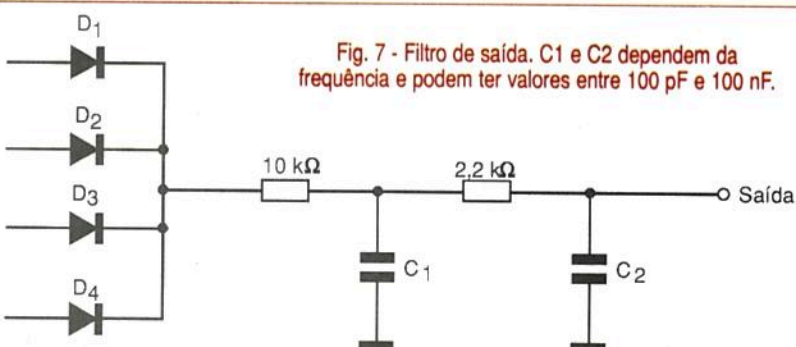 D1
Fig. 7 - Filtro de saída. C1 e C2 dependem da
frequência e podem ter valores entre 100 pF e 100 nF.
D2
10 kΩ
2,2 kΩ
D3
Saída
C1
C2
D4